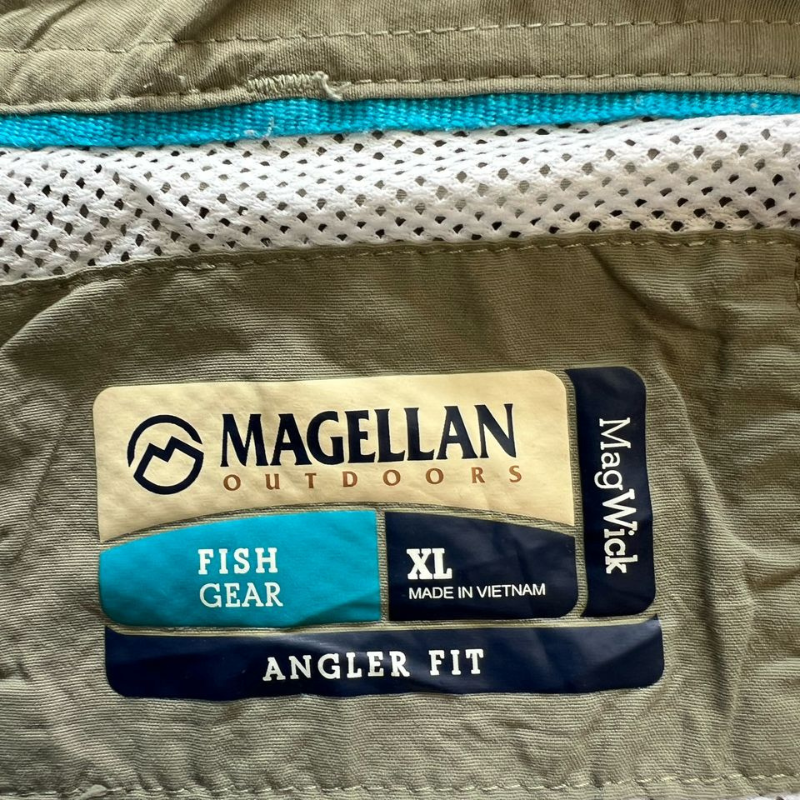 MAGELLAN
OUTDOORS
MagWick
FISH
GEAR
XL
MADE IN VIETNAM
ANGLER FIT